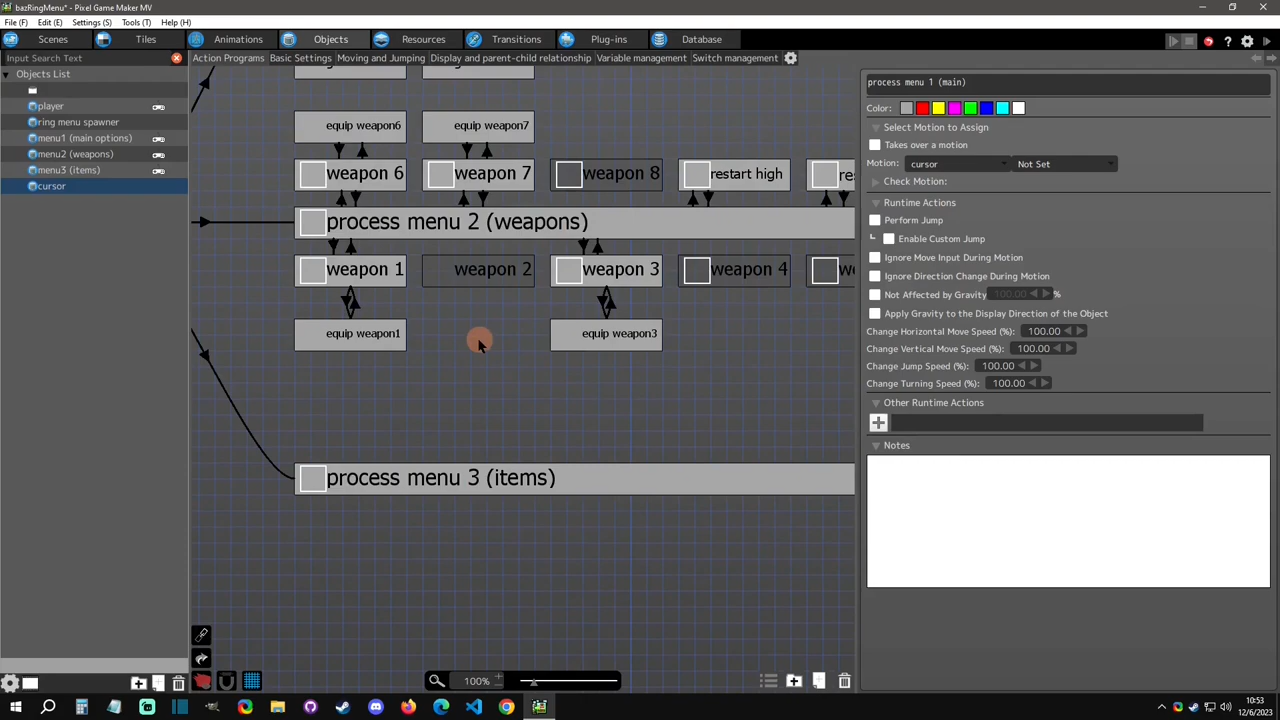 bazRingMenu* - Pixel Game Maker MV
File (F) Edit (E) Settings (S) Tools (T) Help (H)
Scenes Tiles Animations Objects Resources Transitions Plug-ins Database
Input Search Text
Action Programs Basic Settings Moving and Jumping Display and parent-child relationship Variable management Switch management
Objects List
player
ring menu spawner
menu1 (main options)
menu2 (weapons)
menu3 (items)
cursor
equip weapon6 equip weapon7
weapon 6 weapon 7 weapon 8 restart high
process menu 2 (weapons)
weapon 1 weapon 2 weapon 3 weapon 4
equip weapon1 equip weapon3
process menu 3 (items)
100%
process menu 1 (main)
Color:
Select Motion to Assign
Takes over a motion
Motion: cursor Not Set
Check Motion:
Runtime Actions
Perform Jump
Enable Custom Jump
Ignore Move Input During Motion
Ignore Direction Change During Motion
Not Affected by Gravity 100.00 %
Apply Gravity to the Display Direction of the Object
Change Horizontal Move Speed (%): 100.00
Change Vertical Move Speed (%): 100.00
Change Jump Speed (%): 100.00
Change Turning Speed (%): 100.00
Other Runtime Actions
Notes
10:53
12/6/2023